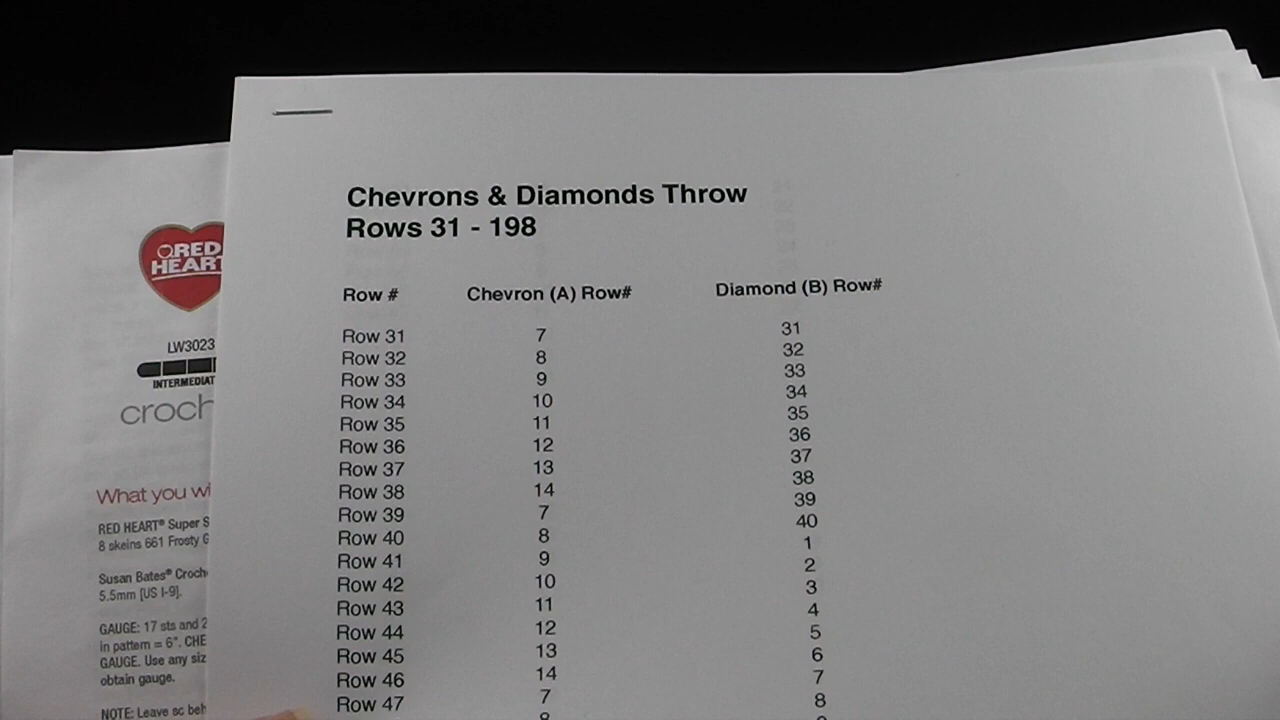 Chevrons & Diamonds Throw
Rows 31 - 198
Row # Chevron (A) Row# Diamond (B) Row#
Row 31 7 31
Row 32 8 32
Row 33 9 33
Row 34 10 34
Row 35 11 35
Row 36 12 36
Row 37 13 37
Row 38 14 38
Row 39 7 39
Row 40 8 40
Row 41 9 1
Row 42 10 2
Row 43 11 3
Row 44 12 4
Row 45 13 5
Row 46 14 6
Row 47 7 7
8 8
RED
HEART
LW3023
INTERMEDIAT
croch
What you wi
RED HEART® Super S
8 skeins 661 Frosty G
Susan Bates® Croch
5.5mm [US I-9].
GAUGE: 17 sts and 2
in pattern = 6". CHE
GAUGE. Use any siz
obtain gauge.
NOTE: Leave sc beh